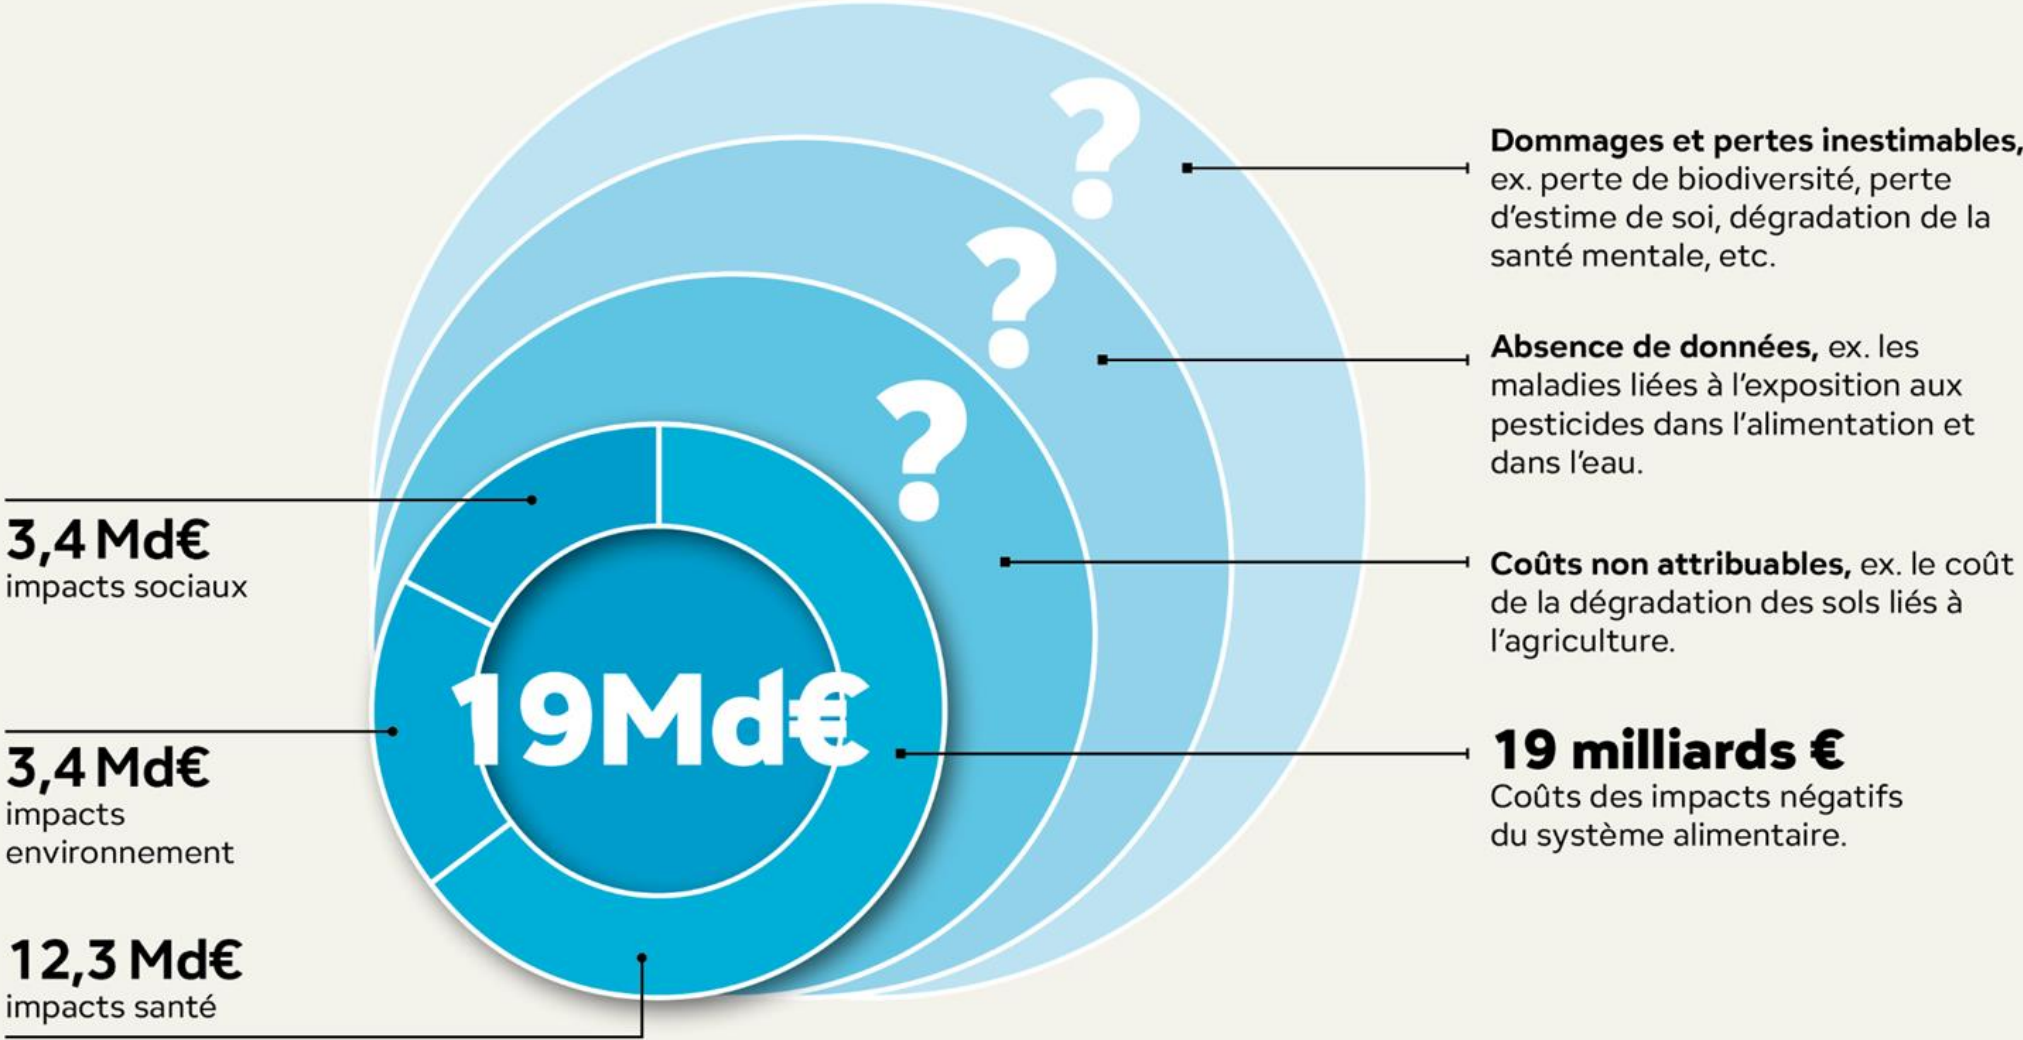 ?
?
?
Dommages et pertes inestimables,
ex. perte de biodiversité, perte
d'estime de soi, dégradation de la
santé mentale, etc.
Absence de données, ex. les
maladies liées à l'exposition aux
pesticides dans l'alimentation et
dans l'eau.
Coûts non attribuables, ex. le coût
de la dégradation des sols liés à
l'agriculture.
19 milliards €
Coûts des impacts négatifs
du système alimentaire.
19Md€
3,4 Md€
impacts sociaux
3,4 Md€
impacts
environnement
12,3 Md€
impacts santé